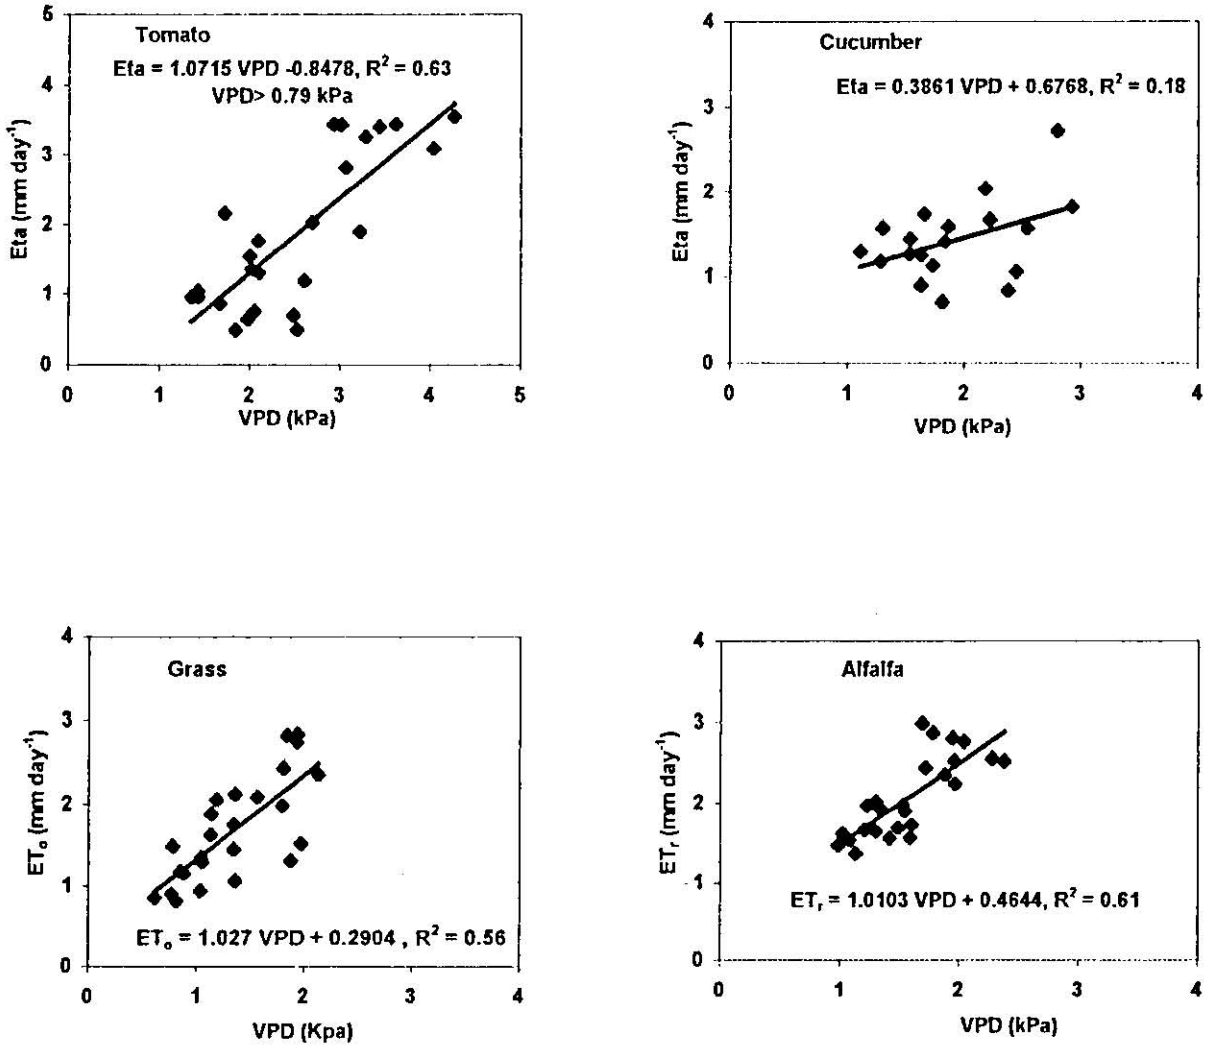 Tomato
Eta = 1.0715 VPD -0.8478, R² = 0.63
VPD> 0.79 kPa
Eta (mm day⁻¹)
5
4
3
2
1
0
0 1 2 3 4 5
VPD (kPa)
Cucumber
Eta = 0.3861 VPD + 0.6768, R² = 0.18
Eta (mm day⁻¹)
4
3
2
1
0
0 1 2 3 4
VPD (kPa)
Grass
ETₒ (mm day⁻¹)
4
3
2
1
0
ETₒ = 1.027 VPD + 0.2904 , R² = 0.56
0 1 2 3 4
VPD (Kpa)
Alfalfa
ETᵣ (mm day⁻¹)
4
3
2
1
0
ETᵣ = 1.0103 VPD + 0.4644, R² = 0.61
0 1 2 3 4
VPD (kPa)